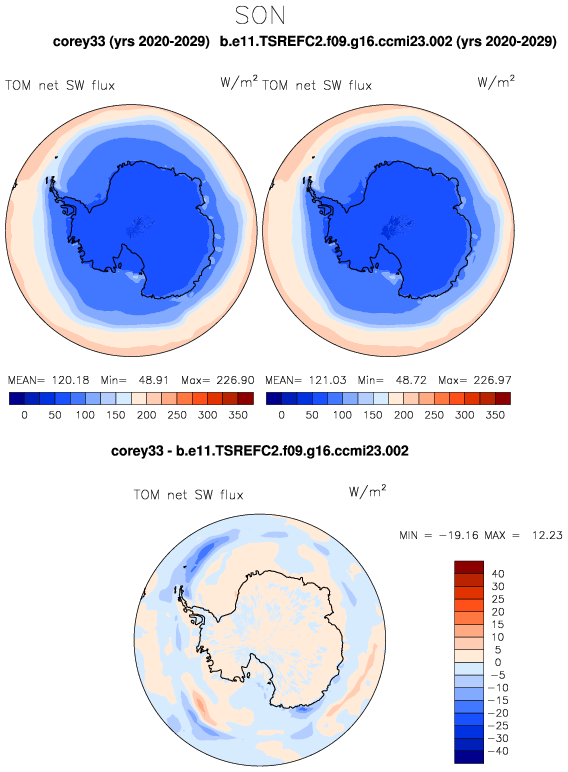 SON
corey33 (yrs 2020-2029) b.e11.TSREFC2.f09.g16.ccmi23.002 (yrs 2020-2029)
TOM net SW flux W/m² TOM net SW flux W/m²
MEAN= 120.18 Min= 48.91 Max= 226.90 MEAN= 121.03 Min= 48.72 Max= 226.97
0 50 100 150 200 250 300 350 0 50 100 150 200 250 300 350
corey33 - b.e11.TSREFC2.f09.g16.ccmi23.002
TOM net SW flux W/m²
MIN = -19.16 MAX = 12.23
40
30
25
20
15
10
5
0
-5
-10
-15
-20
-25
-30
-40